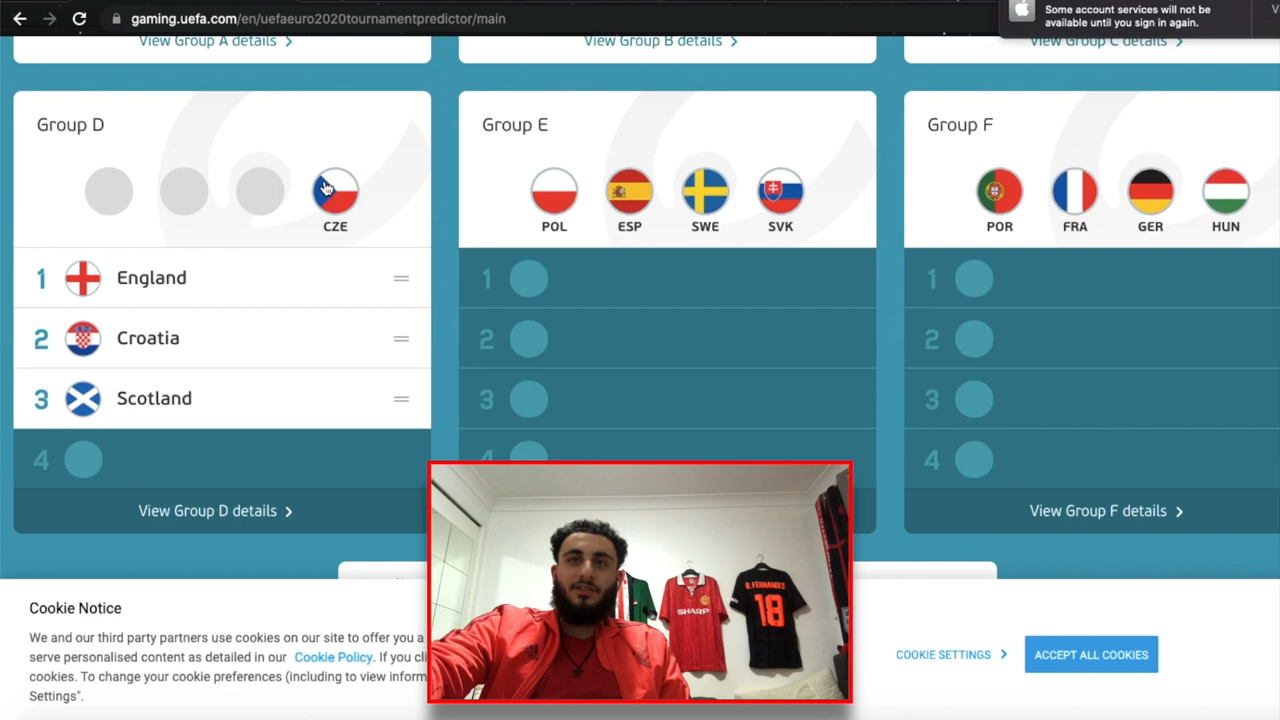 gaming.uefa.com/en/uefaeuro2020tournamentpredictor/main
Some account services will not be
available until you sign in again.
View Group A details
View Group B details
View Group C details
Group D
CZE
1 England
2 Croatia
3 Scotland
4
View Group D details
Group E
POL ESP SWE SVK
1
2
3
4
Group F
POR FRA GER HUN
1
2
3
4
View Group F details
Cookie Notice
We and our third party partners use cookies on our site to offer you a
serve personalised content as detailed in our Cookie Policy. If you cli
cookies. To change your cookie preferences (including to view inform
Settings".
COOKIE SETTINGS
ACCEPT ALL COOKIES
SHARP
B. FERNANDES
18